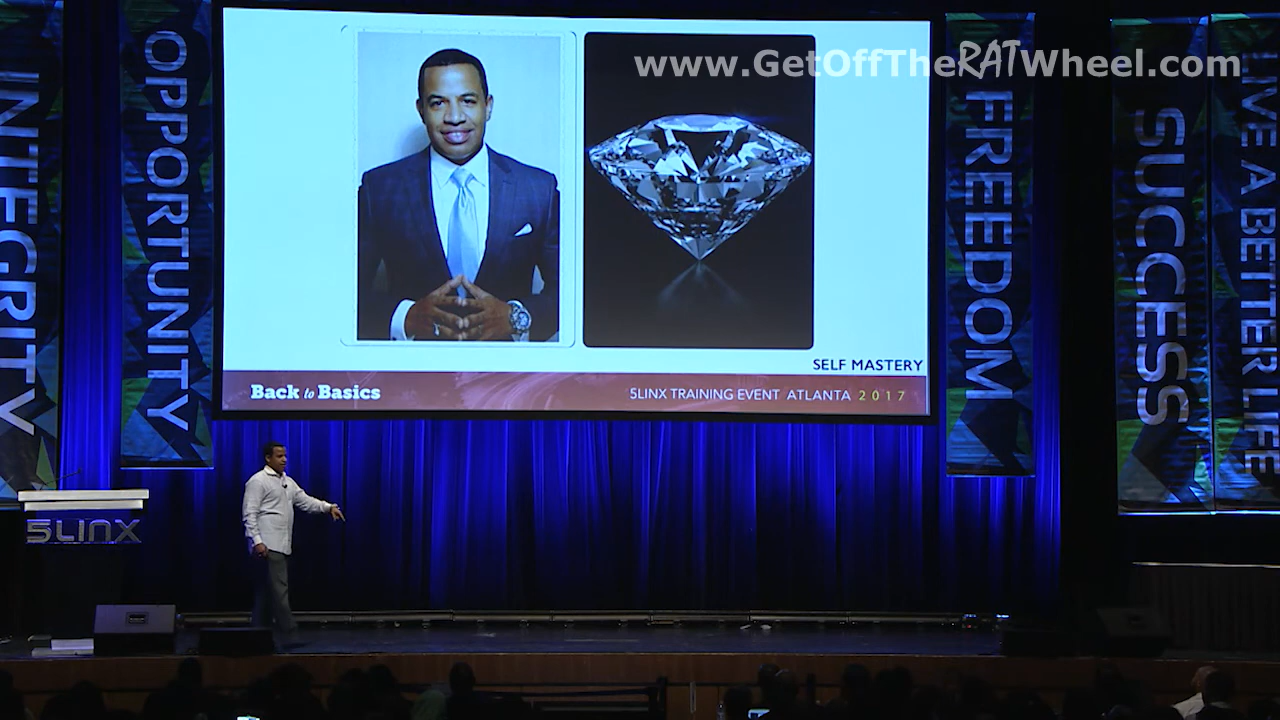 www.GetOffTheRATWheel.com
INTEGRITY
OPPORTUNITY
FREEDOM
SUCCESS
LIVE A BETTER LIFE
SELF MASTERY
Back to Basics
5LINX TRAINING EVENT ATLANTA 2017
5LINX